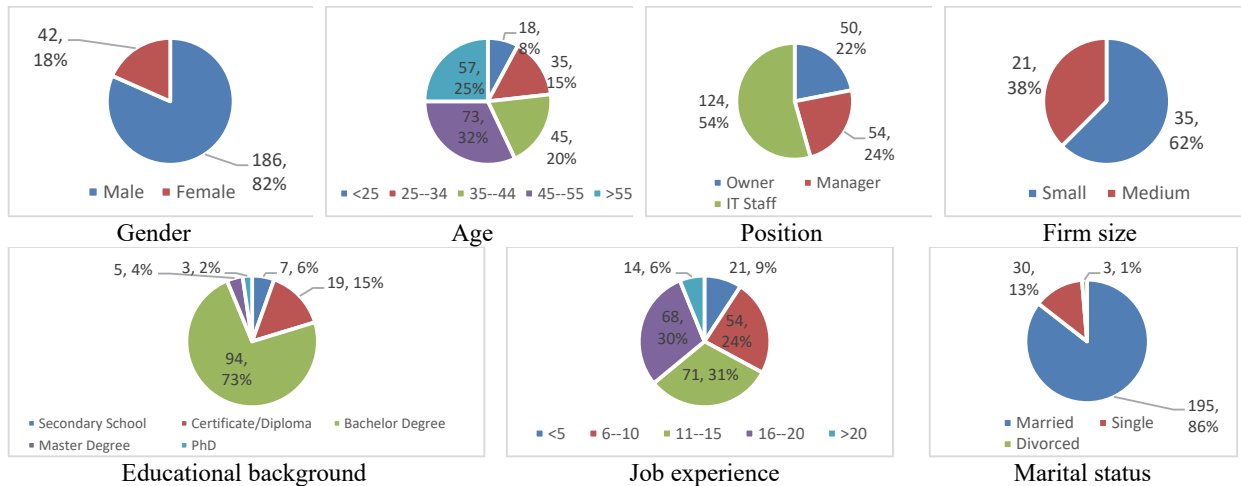 42,
18%
186,
82%
Male Female
Gender
18,
8%
35,
15%
45,
20%
73,
32%
57,
25%
<25 25--34 35--44 45--55 >55
Age
50,
22%
54,
24%
124,
54%
Owner Manager
IT Staff
Position
21,
38%
35,
62%
Small Medium
Firm size
5, 4% 3, 2% 7, 6%
19, 15%
94,
73%
Secondary School Certificate/Diploma Bachelor Degree
Master Degree PhD
Educational background
14, 6% 21, 9%
54,
24%
71, 31%
68,
30%
<5 6--10 11--15 16--20 >20
Job experience
30,
13%
3, 1%
195,
86%
Married Single
Divorced
Marital status